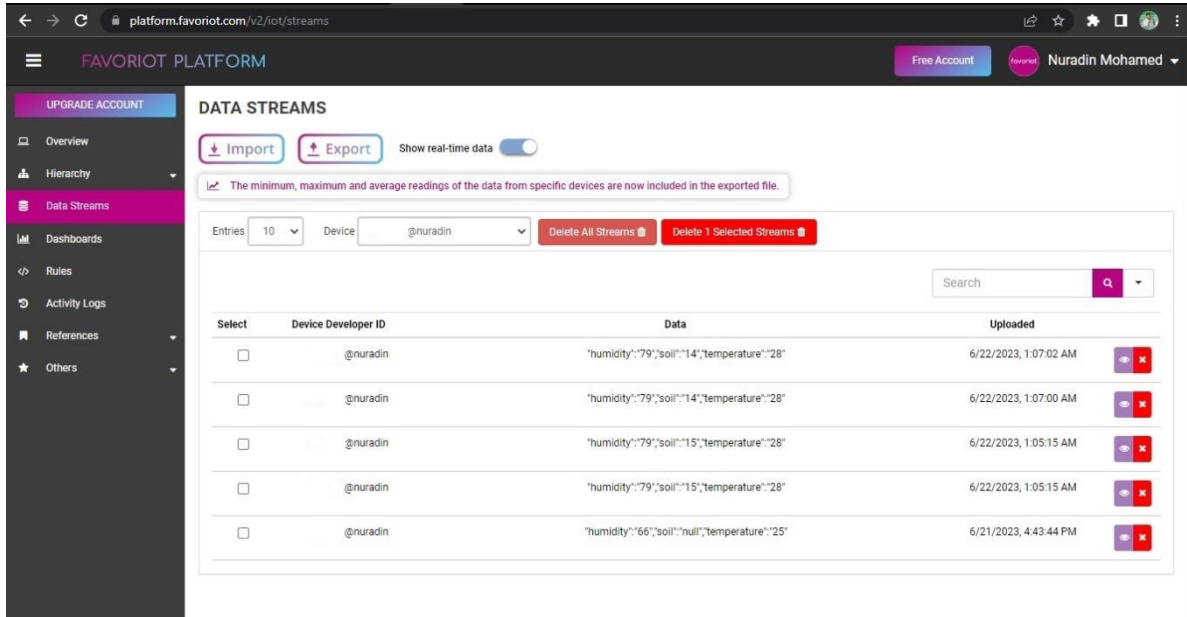 platform.favoriot.com/v2/iot/streams
FAVORIOT PLATFORM
Free Account
favoriot
Nuradin Mohamed
UPGRADE ACCOUNT
Overview
Hierarchy
Data Streams
Dashboards
Rules
Activity Logs
References
Others
DATA STREAMS
Import
Export
Show real-time data
The minimum, maximum and average readings of the data from specific devices are now included in the exported file.
Entries 10 Device @nuradin Delete All Streams Delete 1 Selected Streams
Search
Select Device Developer ID Data Uploaded
@nuradin "humidity":"79","soil":"14","temperature":"28" 6/22/2023, 1:07:02 AM
@nuradin "humidity":"79","soil":"14","temperature":"28" 6/22/2023, 1:07:00 AM
@nuradin "humidity":"79","soil":"15","temperature":"28" 6/22/2023, 1:05:15 AM
@nuradin "humidity":"79","soil":"15","temperature":"28" 6/22/2023, 1:05:15 AM
@nuradin "humidity":"66","soil":"null","temperature":"25" 6/21/2023, 4:43:44 PM